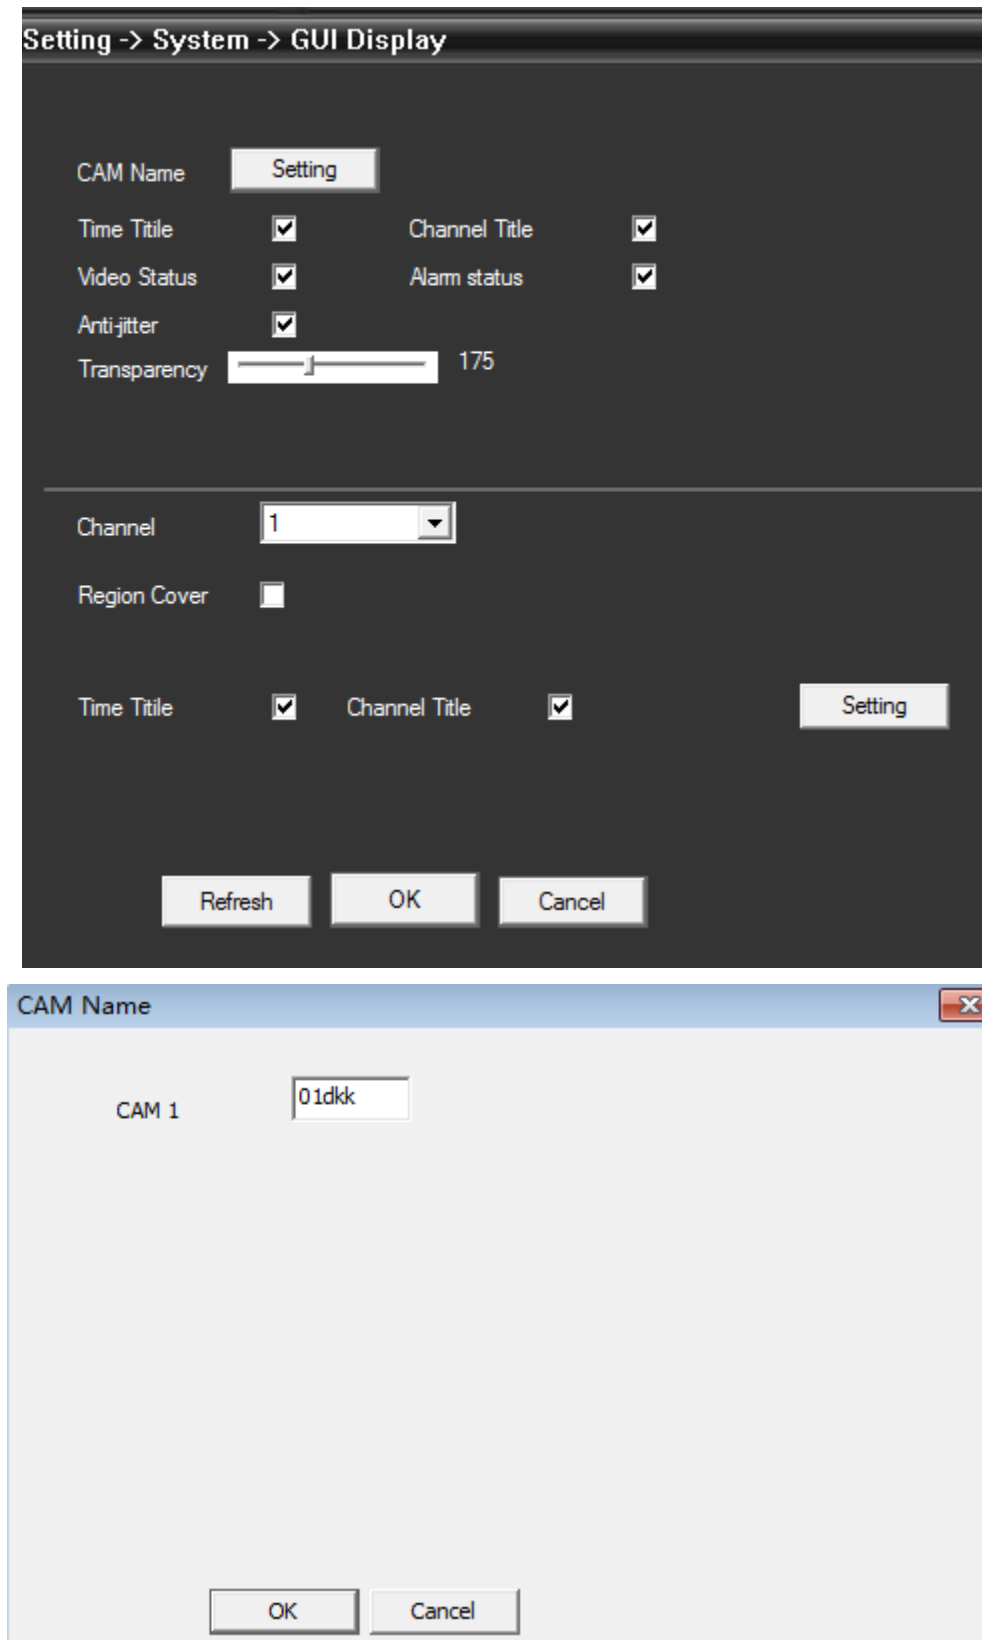 Setting -> System -> GUI Display
CAM Name Setting
Time Titile Channel Title
Video Status Alarm status
Anti-jitter
Transparency 175
Channel 1
Region Cover
Time Titile Channel Title Setting
Refresh OK Cancel
CAM Name
CAM 1 01dkk
OK Cancel